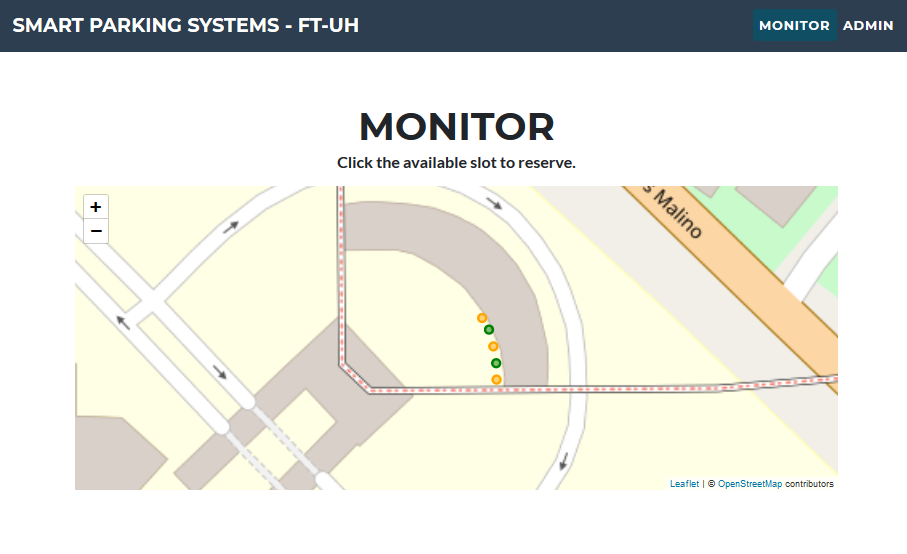 SMART PARKING SYSTEMS - FT-UH
MONITOR
ADMIN
MONITOR
Click the available slot to reserve.
+
−
s Malino
Leaflet | © OpenStreetMap contributors